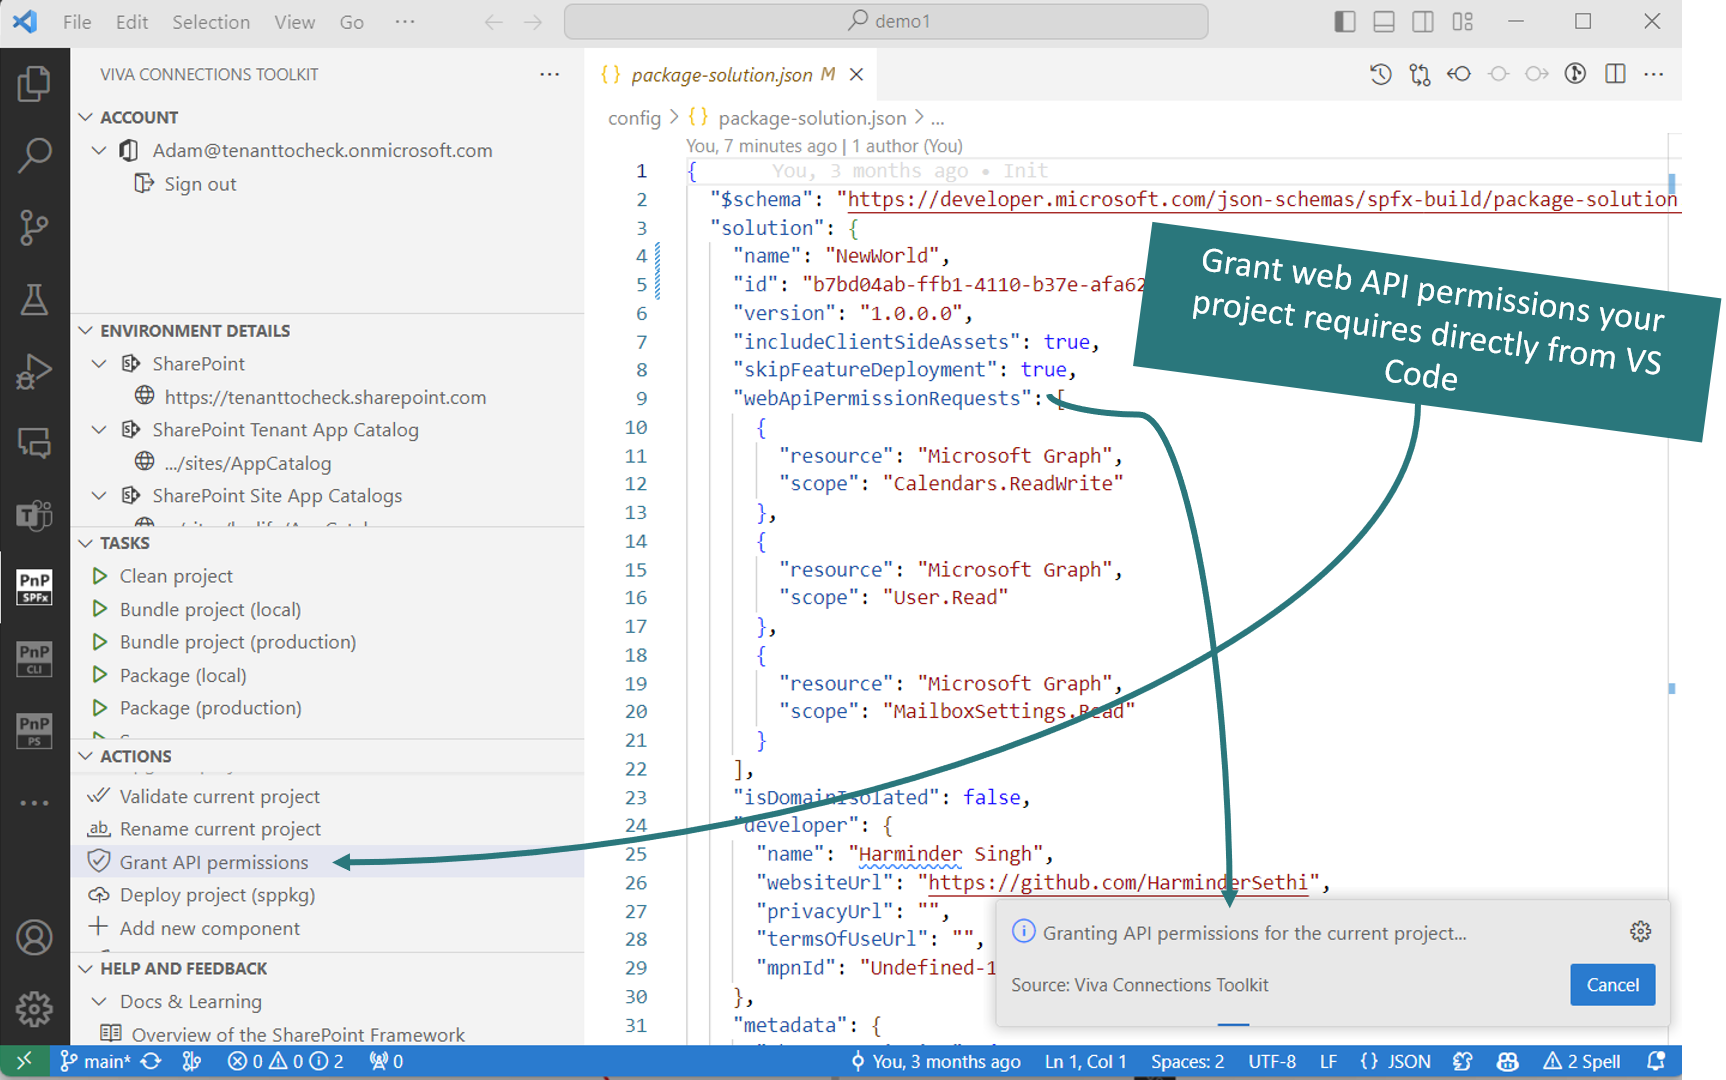 File Edit Selection View Go ···
demo1
VIVA CONNECTIONS TOOLKIT
ACCOUNT
Adam@tenanttocheck.onmicrosoft.com
Sign out
ENVIRONMENT DETAILS
SharePoint
https://tenanttocheck.sharepoint.com
SharePoint Tenant App Catalog
.../sites/AppCatalog
SharePoint Site App Catalogs
TASKS
Clean project
Bundle project (local)
Bundle project (production)
Package (local)
Package (production)
ACTIONS
Validate current project
Rename current project
Grant API permissions
Deploy project (sppkg)
Add new component
HELP AND FEEDBACK
Docs & Learning
Overview of the SharePoint Framework
PnP
SPFx
PnP
CLI
PnP
PS
{} package-solution.json M
config > {} package-solution.json > ...
You, 7 minutes ago | 1 author (You)
1 { You, 3 months ago • Init
2 "$schema": "https://developer.microsoft.com/json-schemas/spfx-build/package-solution
3 "solution": {
4 "name": "NewWorld",
5 "id": "b7bd04ab-ffb1-4110-b37e-afa62
6 "version": "1.0.0.0",
7 "includeClientSideAssets": true,
8 "skipFeatureDeployment": true,
9 "webApiPermissionRequests": [
10 {
11 "resource": "Microsoft Graph",
12 "scope": "Calendars.ReadWrite"
13 },
14 {
15 "resource": "Microsoft Graph",
16 "scope": "User.Read"
17 },
18 {
19 "resource": "Microsoft Graph",
20 "scope": "MailboxSettings.Read"
21 }
22 ],
23 "isDomainIsolated": false,
24 "developer": {
25 "name": "Harminder Singh",
26 "websiteUrl": "https://github.com/HarminderSethi",
27 "privacyUrl": "",
28 "termsOfUseUrl": "",
29 "mpnId": "Undefined-1
30 },
31 "metadata": {
Grant web API permissions your
project requires directly from VS
Code
Granting API permissions for the current project...
Source: Viva Connections Toolkit
Cancel
main* 0 0 2 0 You, 3 months ago Ln 1, Col 1 Spaces: 2 UTF-8 LF {} JSON 2 Spell